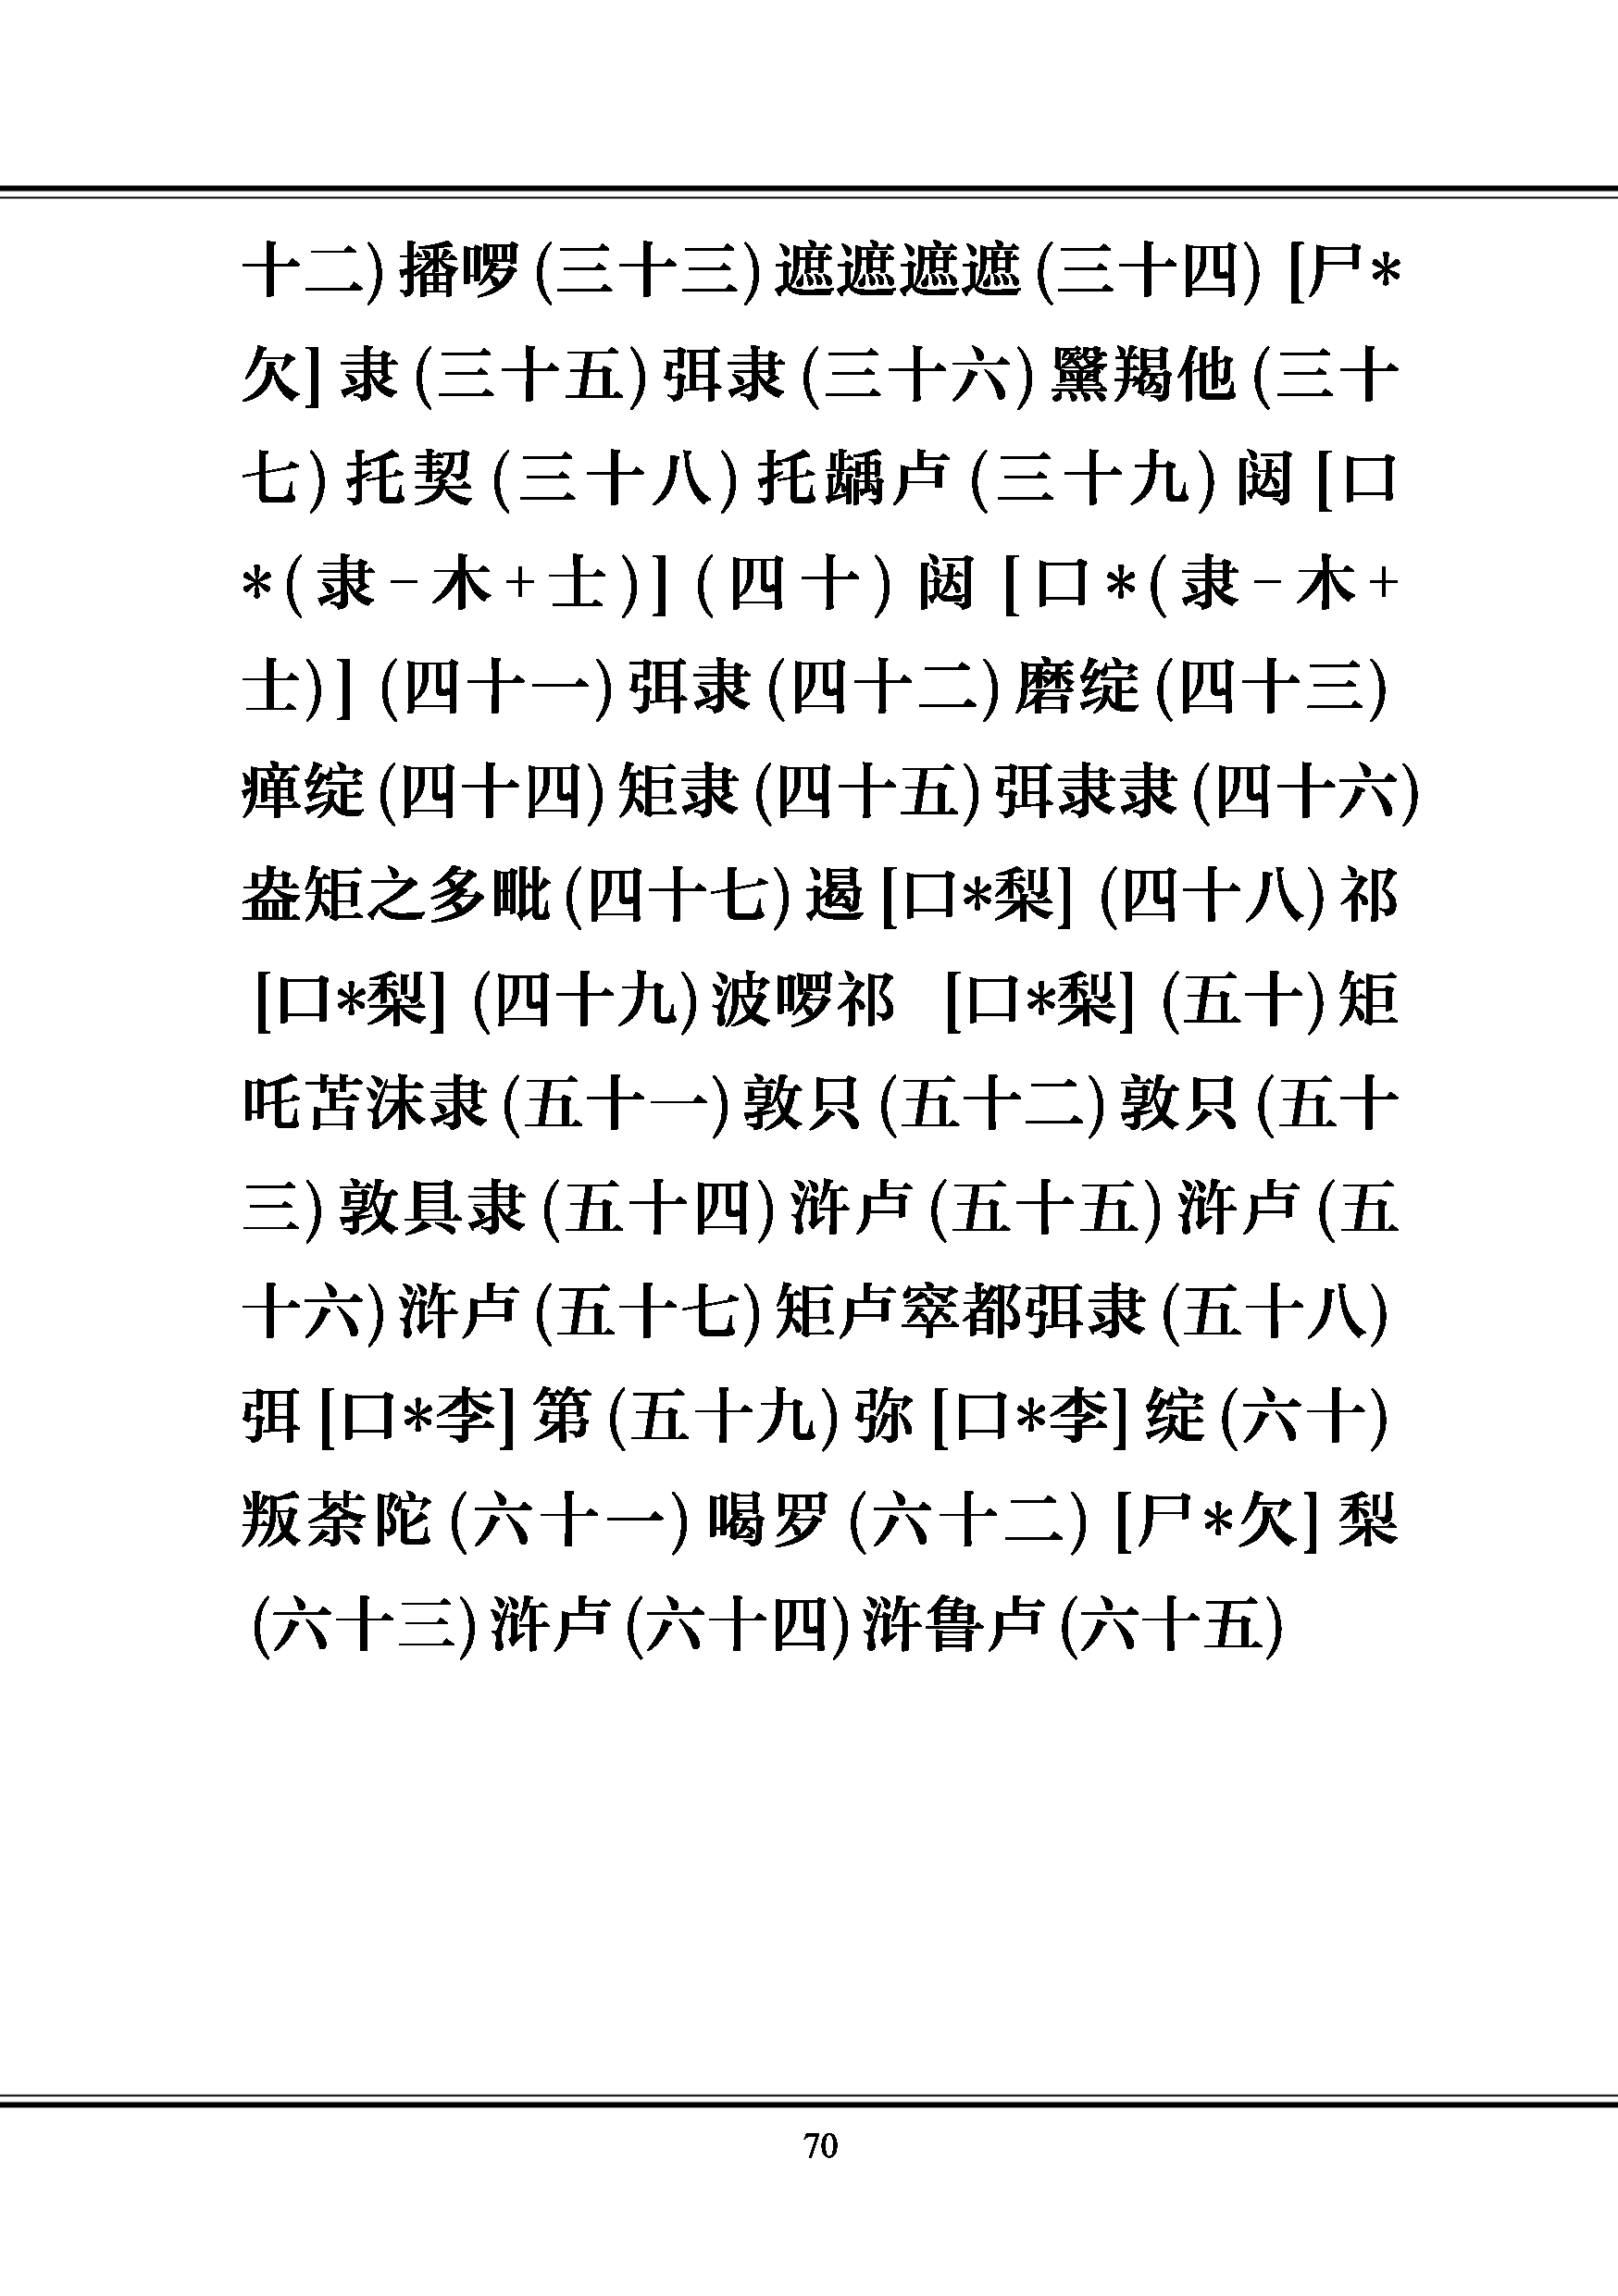 十二)播啰(三十三)遮遮遮遮(三十四) [尸*
欠]隶(三十五)弭隶(三十六)黳羯他(三十
七)托契(三十八)托龋卢(三十九)闼[口
*(隶-木+士)](四十)闼[口*(隶-木+
士)](四十一)弭隶(四十二)磨绽(四十三)
瘅绽(四十四)矩隶(四十五)弭隶隶(四十六)
盎矩之多毗(四十七)遏[口*梨](四十八)祁
[口*梨](四十九)波啰祁 [口*梨](五十)矩
吒苫沫隶(五十一)敦只(五十二)敦只(五十
三)敦具隶(五十四)浒卢(五十五)浒卢(五
十六)浒卢(五十七)矩卢窣都弭隶(五十八)
弭[口*李]第(五十九)弥[口*李]绽(六十)
叛荼陀(六十一)喝罗(六十二)[尸*欠]梨
(六十三)浒卢(六十四)浒鲁卢(六十五)
70